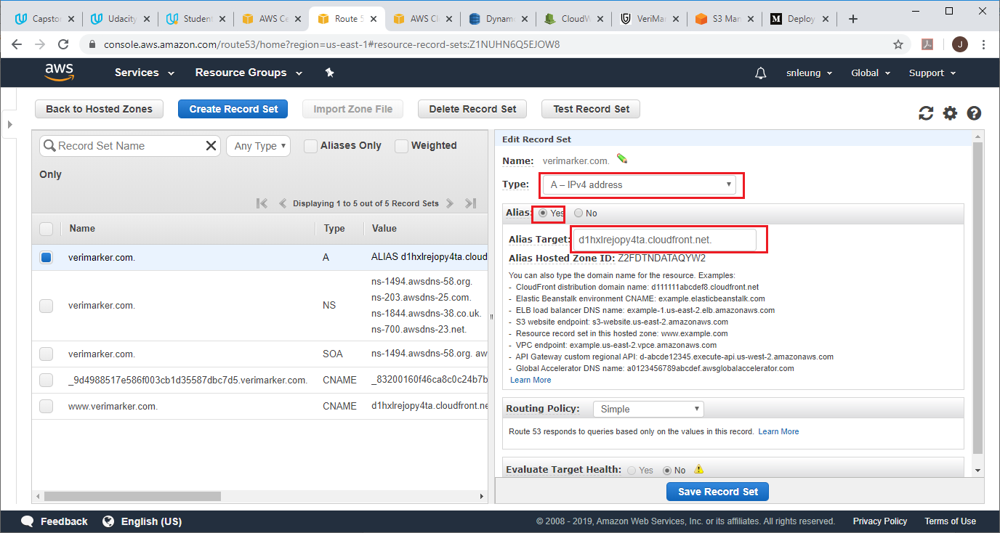 Capston
Udacity
Student
AWS Ce
Route 5
AWS Cl
Dynam
CloudW
VeriMar
S3 Man
Deploy
console.aws.amazon.com/route53/home?region=us-east-1#resource-record-sets:Z1NUHN6Q5EJOW8
J
aws
Services
Resource Groups
snleung
Global
Support
Back to Hosted Zones
Create Record Set
Import Zone File
Delete Record Set
Test Record Set
Record Set Name
Any Type
Aliases Only
Weighted
Only
Displaying 1 to 5 out of 5 Record Sets
Name Type Value
verimarker.com. A ALIAS d1hxlrejopy4ta.cloud
verimarker.com. NS
ns-1494.awsdns-58.org.
ns-203.awsdns-25.com.
ns-1844.awsdns-38.co.uk.
ns-700.awsdns-23.net.
verimarker.com. SOA ns-1494.awsdns-58.org. aw
_9d4988517e586f003cb1d35587dbc7d5.verimarker.com. CNAME _83200160f46ca8c0c24b7b
www.verimarker.com. CNAME d1hxlrejopy4ta.cloudfront.ne
Edit Record Set
Name: verimarker.com.
Type: A – IPv4 address
Alias: Yes No
Alias Target: d1hxlrejopy4ta.cloudfront.net.
Alias Hosted Zone ID: Z2FDTNDATAQYW2
You can also type the domain name for the resource. Examples:
- CloudFront distribution domain name: d111111abcdef8.cloudfront.net
- Elastic Beanstalk environment CNAME: example.elasticbeanstalk.com
- ELB load balancer DNS name: example-1.us-east-2.elb.amazonaws.com
- S3 website endpoint: s3-website.us-east-2.amazonaws.com
- Resource record set in this hosted zone: www.example.com
- VPC endpoint: example.us-east-2.vpce.amazonaws.com
- API Gateway custom regional API: d-abcde12345.execute-api.us-west-2.amazonaws.com
- Global Accelerator DNS name: a0123456789abcdef.awsglobalaccelerator.com
Learn More
Routing Policy: Simple
Route 53 responds to queries based only on the values in this record. Learn More
Evaluate Target Health: Yes No
Save Record Set
Feedback
English (US)
© 2008 - 2019, Amazon Web Services, Inc. or its affiliates. All rights reserved.
Privacy Policy
Terms of Use